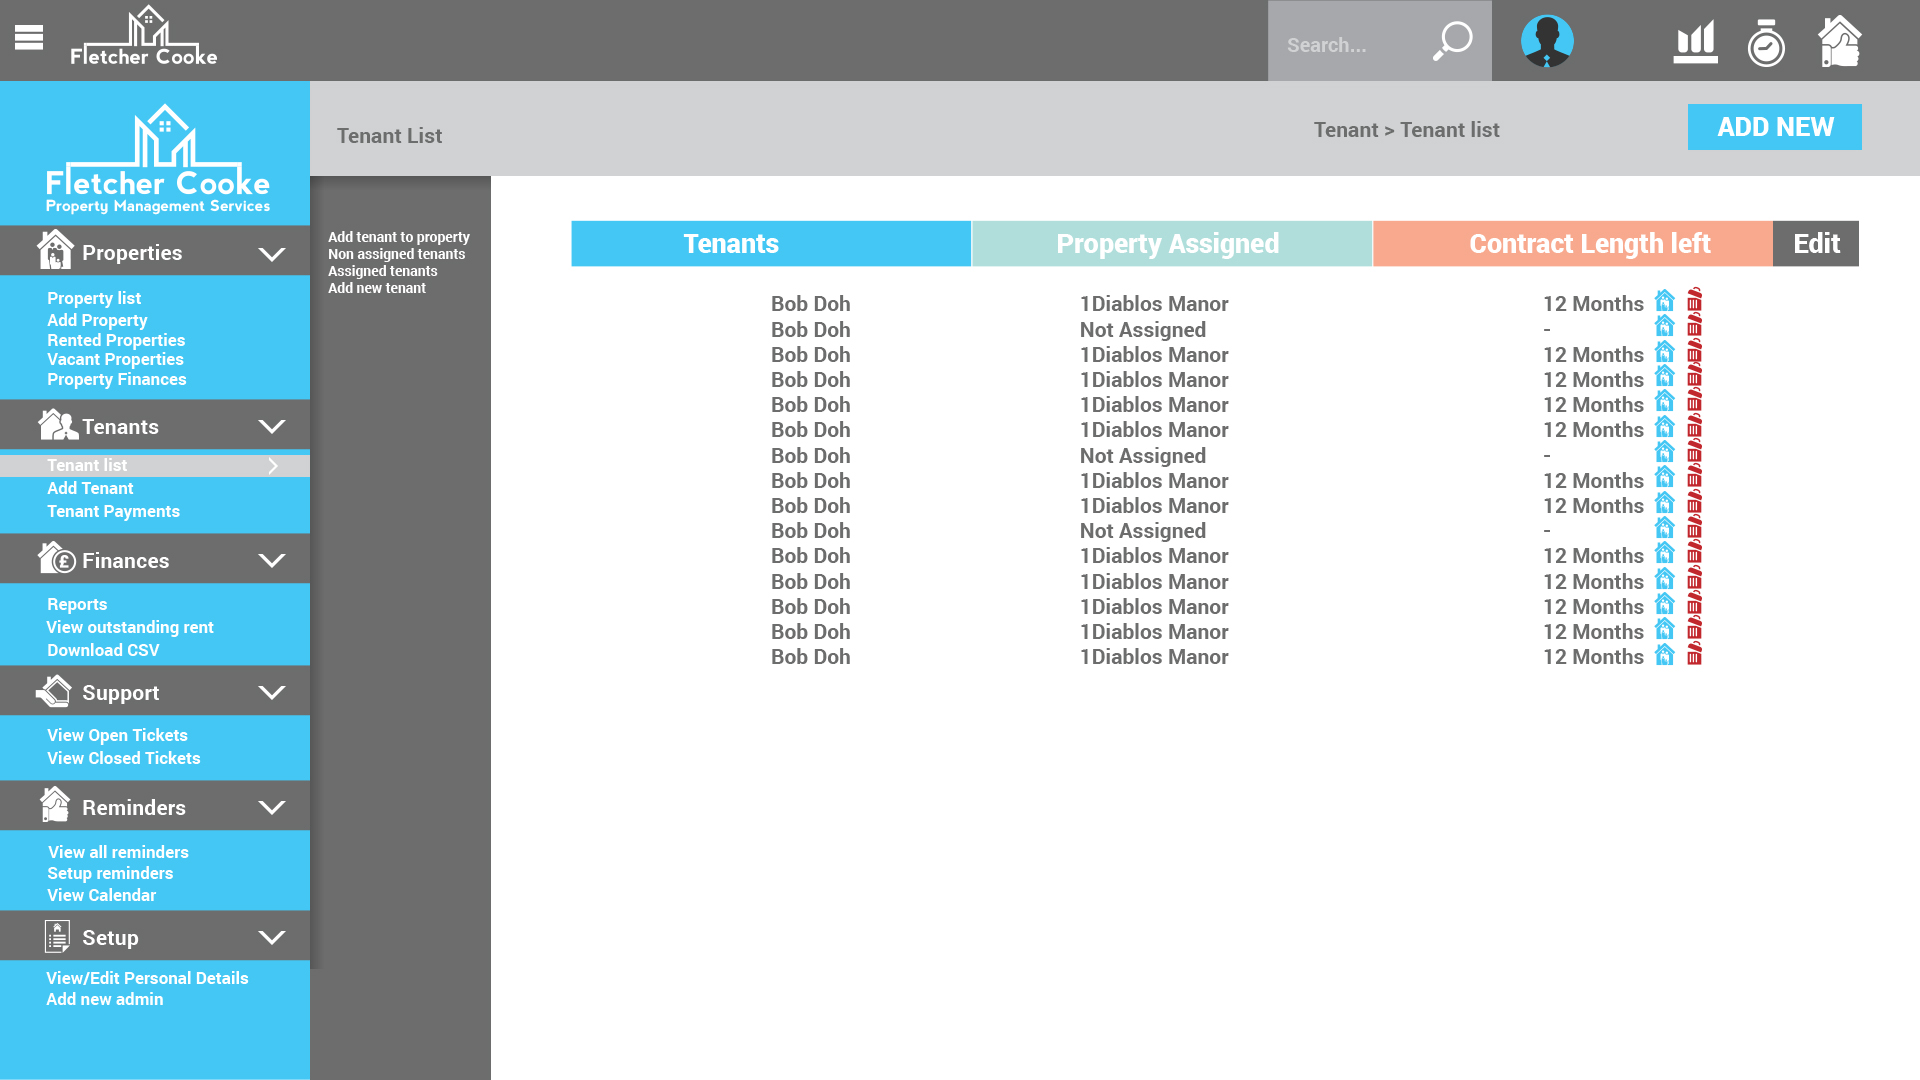 Fletcher Cooke
Search...
Fletcher Cooke
Property Management Services
Tenant List
Tenant > Tenant list
ADD NEW
Properties
Property list
Add Property
Rented Properties
Vacant Properties
Property Finances
Tenants
Tenant list
Add Tenant
Tenant Payments
£
Finances
Reports
View outstanding rent
Download CSV
Support
View Open Tickets
View Closed Tickets
Reminders
View all reminders
Setup reminders
View Calendar
Setup
View/Edit Personal Details
Add new admin
Add tenant to property
Non assigned tenants
Assigned tenants
Add new tenant
Tenants Property Assigned Contract Length left Edit
Bob Doh 1Diablos Manor 12 Months
Bob Doh Not Assigned -
Bob Doh 1Diablos Manor 12 Months
Bob Doh 1Diablos Manor 12 Months
Bob Doh 1Diablos Manor 12 Months
Bob Doh 1Diablos Manor 12 Months
Bob Doh Not Assigned -
Bob Doh 1Diablos Manor 12 Months
Bob Doh 1Diablos Manor 12 Months
Bob Doh Not Assigned -
Bob Doh 1Diablos Manor 12 Months
Bob Doh 1Diablos Manor 12 Months
Bob Doh 1Diablos Manor 12 Months
Bob Doh 1Diablos Manor 12 Months
Bob Doh 1Diablos Manor 12 Months